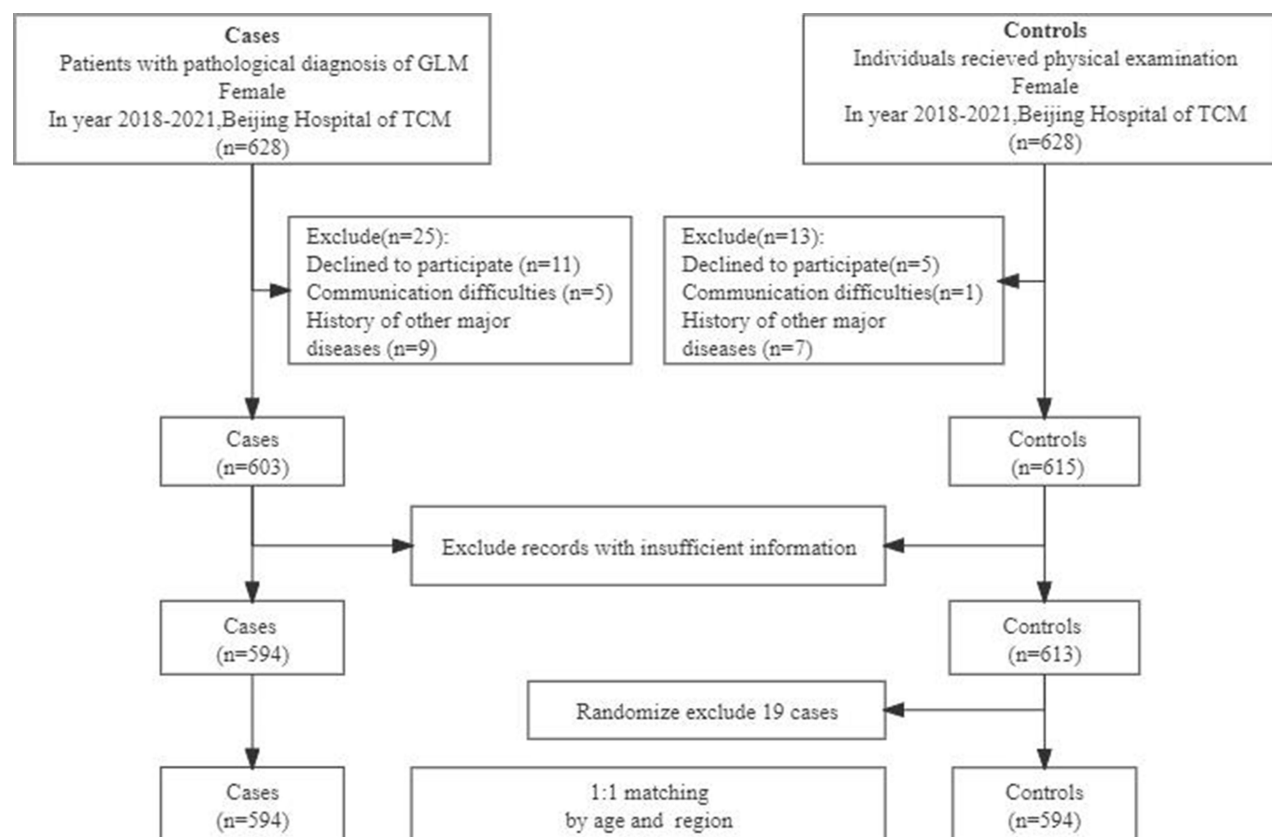 Cases
Patients with pathological diagnosis of GLM
Female
In year 2018-2021,Beijing Hospital of TCM
(n=628)
Controls
Individuals recieved physical examination
Female
In year 2018-2021,Beijing Hospital of TCM
(n=628)
Exclude(n=25):
Declined to participate (n=11)
Communication difficulties (n=5)
History of other major
diseases (n=9)
Exclude(n=13):
Declined to participate(n=5)
Communication difficulties(n=1)
History of other major
diseases (n=7)
Cases
(n=603)
Controls
(n=615)
Exclude records with insufficient information
Cases
(n=594)
Controls
(n=613)
Randomize exclude 19 cases
Cases
(n=594)
1:1 matching
by age and region
Controls
(n=594)